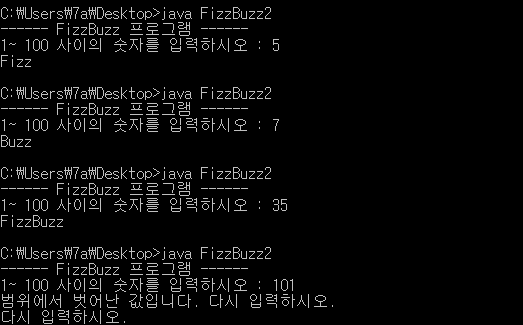 C:₩Users₩7a₩Desktop>java FizzBuzz2
------ FizzBuzz 프로그램 ------
1~ 100 사이의 숫자를 입력하시오 : 5
Fizz
C:₩Users₩7a₩Desktop>java FizzBuzz2
------ FizzBuzz 프로그램 ------
1~ 100 사이의 숫자를 입력하시오 : 7
Buzz
C:₩Users₩7a₩Desktop>java FizzBuzz2
------ FizzBuzz 프로그램 ------
1~ 100 사이의 숫자를 입력하시오 : 35
FizzBuzz
C:₩Users₩7a₩Desktop>java FizzBuzz2
------ FizzBuzz 프로그램 ------
1~ 100 사이의 숫자를 입력하시오 : 101
범위에서 벗어난 값입니다. 다시 입력하시오.
다시 입력하시오.